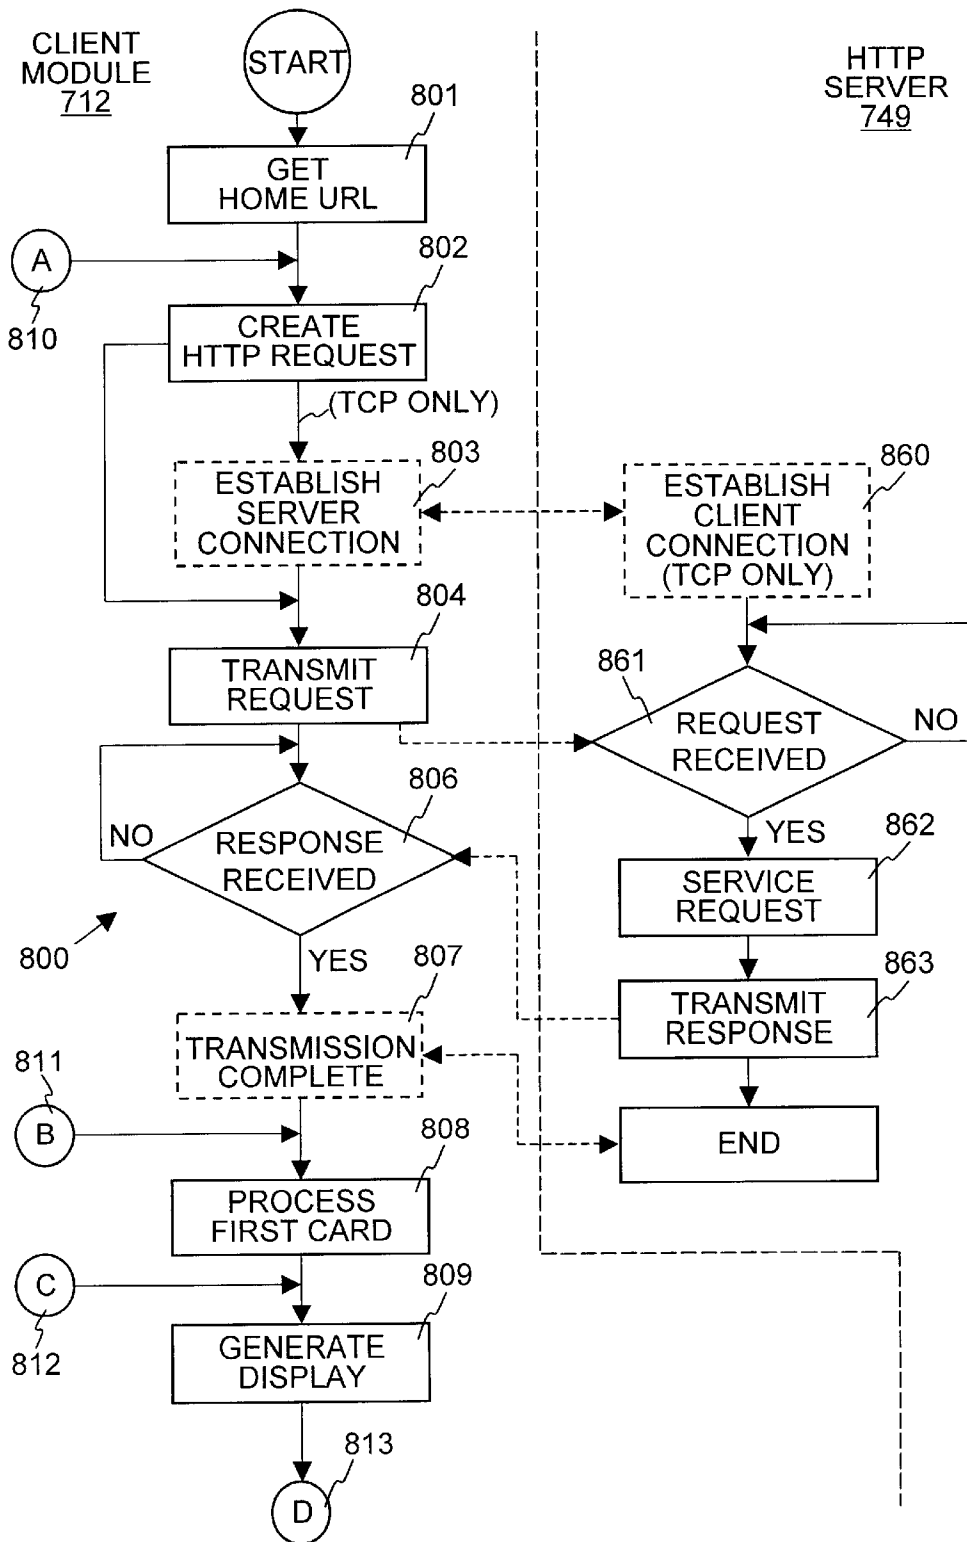 CLIENT
MODULE
712
START
HTTP
SERVER
749
801
GET
HOME URL
A
810
802
CREATE
HTTP REQUEST
(TCP ONLY)
803
ESTABLISH
SERVER
CONNECTION
860
ESTABLISH
CLIENT
CONNECTION
(TCP ONLY)
804
TRANSMIT
REQUEST
861
REQUEST
RECEIVED
NO
YES
806
RESPONSE
RECEIVED
NO
YES
800
862
SERVICE
REQUEST
863
TRANSMIT
RESPONSE
807
TRANSMISSION
COMPLETE
END
811
B
808
PROCESS
FIRST CARD
C
812
809
GENERATE
DISPLAY
813
D